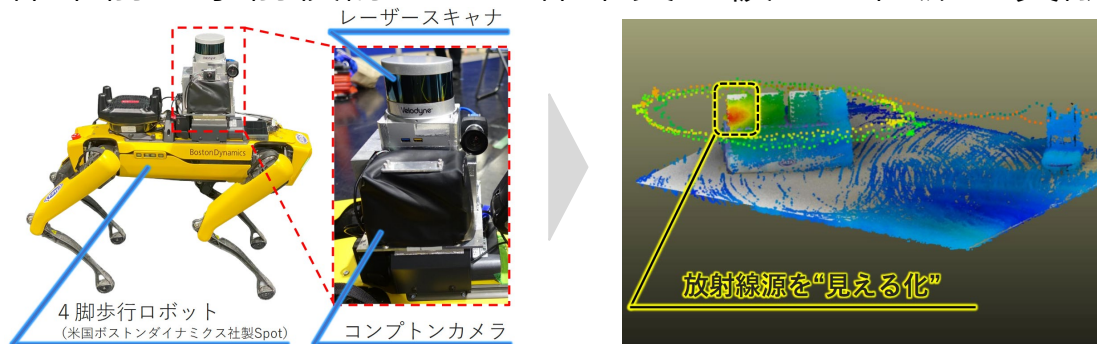 レーザースキャナ
Velodyne
BostonDynamics
4脚歩行ロボット
（米国ボストンダイナミクス社製Spot）
コンプトンカメラ
放射線源を“見える化”